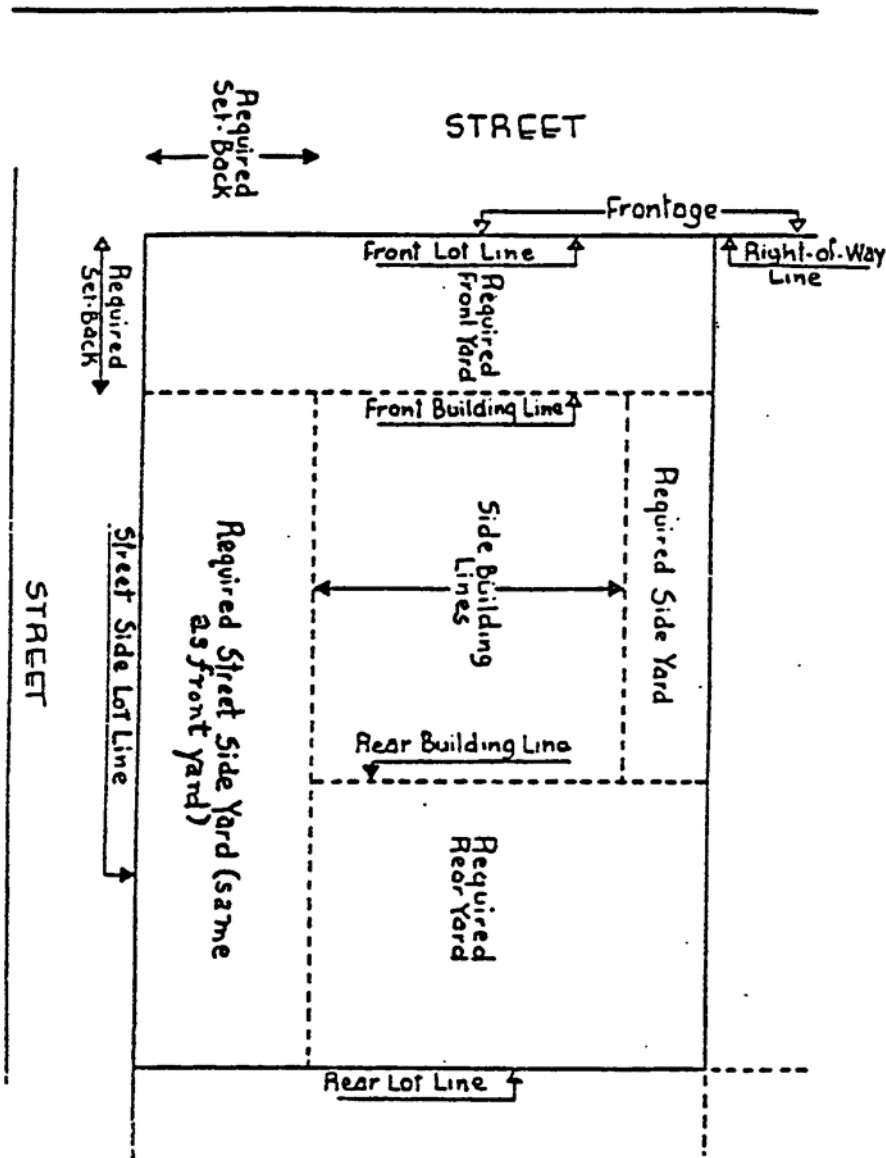 STREET
Required
Set-Back
Frontage
Front Lot Line
Right-of-Way
Line
Required
Set-Back
Required
Front Yard
Front Building Line
Side Building
Lines
Required Side Yard
Street Side Lot Line
STREET
Required Street Side Yard (same
as front yard)
Rear Building Line
Required
Rear Yard
Rear Lot Line